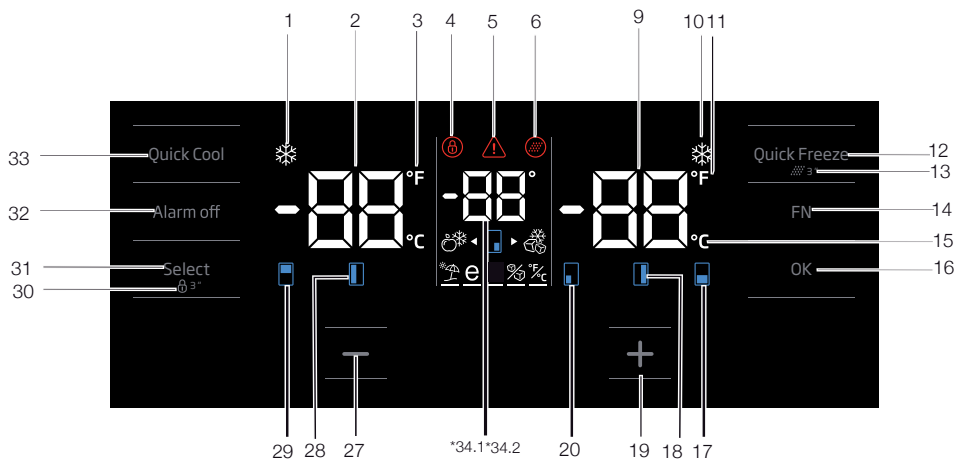 1 2 3 4 5 6 9 10 11
33 Quick Cool Quick Freeze 12
3" 13
°F °F
-88 -88° -88
32 Alarm off FN 14
°C °C 15
31 Select OK 16
30 3"
e % °F/°C
29 28 27 *34.1*34.2 20 19 18 17